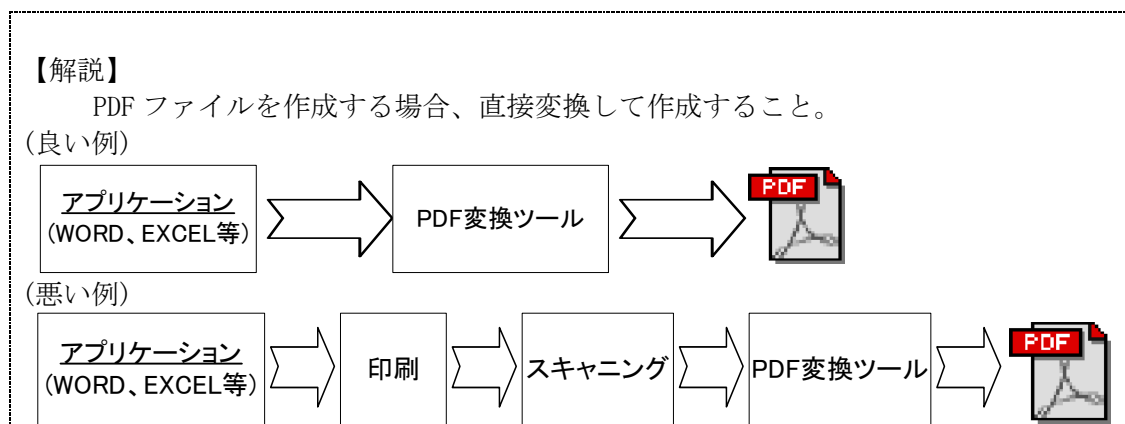 【解説】
PDF ファイルを作成する場合、直接変換して作成すること。
(良い例)
アプリケーション
(WORD、EXCEL等)
PDF変換ツール
PDF
(悪い例)
アプリケーション
(WORD、EXCEL等)
印刷
スキャニング
PDF変換ツール
PDF